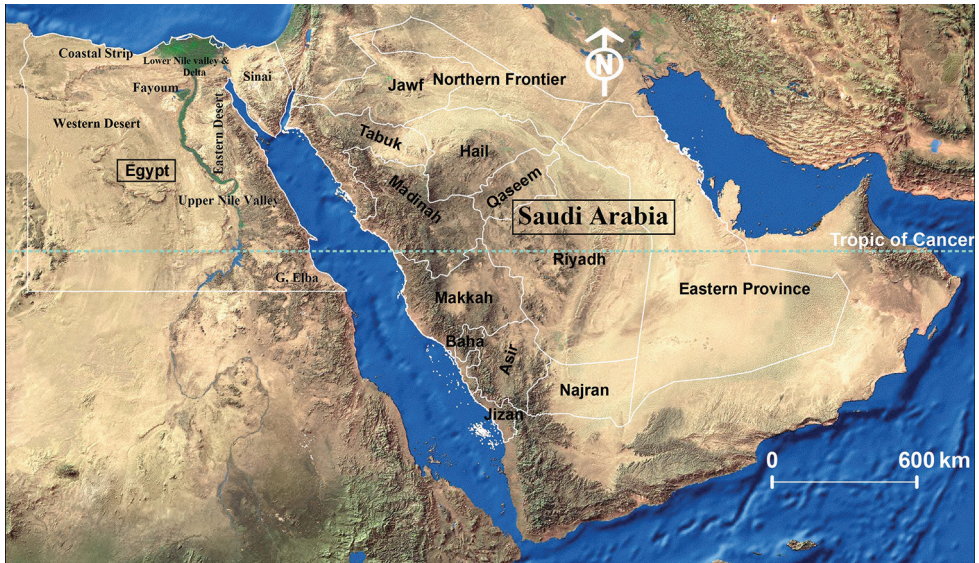 Coastal Strip
Lower Nile valley &
Delta
Sinai
Fayoum
Western Desert
Eastern Desert
Egypt
Upper Nile Valley
G. Elba
N
Jawf
Northern Frontier
Tabuk
Hail
Madinah
Qaseem
Saudi Arabia
Tropic of Cancer
Riyadh
Eastern Province
Makkah
Baha
Asir
Najran
Jizan
0
600 km